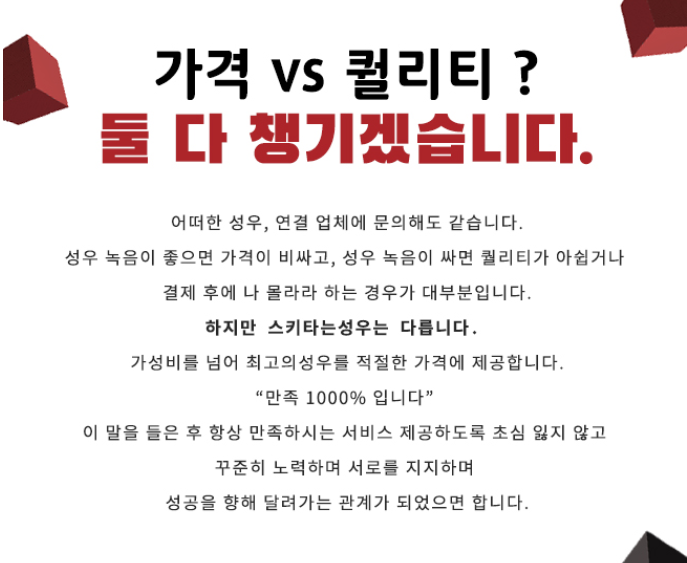 가격 vs 퀄리티 ?
둘 다 챙기겠습니다.
어떠한 성우, 연결 업체에 문의해도 같습니다.
성우 녹음이 좋으면 가격이 비싸고, 성우 녹음이 싸면 퀄리티가 아쉽거나
결제 후에 나 몰라라 하는 경우가 대부분입니다.
하지만 스키타는성우는 다릅니다.
가성비를 넘어 최고의성우를 적절한 가격에 제공합니다.
“만족 1000% 입니다”
이 말을 들은 후 항상 만족하시는 서비스 제공하도록 초심 잃지 않고
꾸준히 노력하며 서로를 지지하며
성공을 향해 달려가는 관계가 되었으면 합니다.